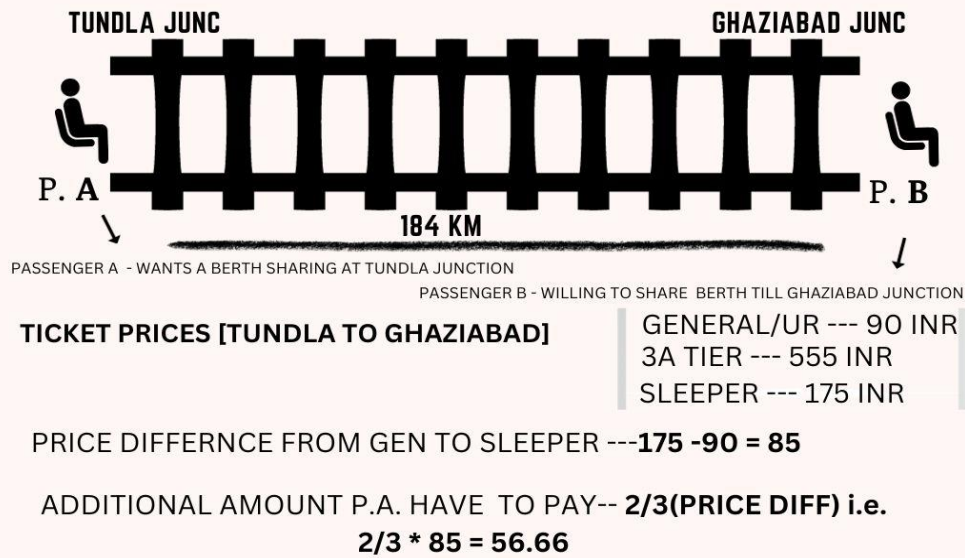 TUNDLA JUNC
GHAZIABAD JUNC
P. A
P. B
184 KM
PASSENGER A - WANTS A BERTH SHARING AT TUNDLA JUNCTION
PASSENGER B - WILLING TO SHARE BERTH TILL GHAZIABAD JUNCTION
TICKET PRICES [TUNDLA TO GHAZIABAD]
GENERAL/UR --- 90 INR
3A TIER --- 555 INR
SLEEPER --- 175 INR
PRICE DIFFERNCE FROM GEN TO SLEEPER ---175 -90 = 85
ADDITIONAL AMOUNT P.A. HAVE TO PAY-- 2/3(PRICE DIFF) i.e.
2/3 * 85 = 56.66